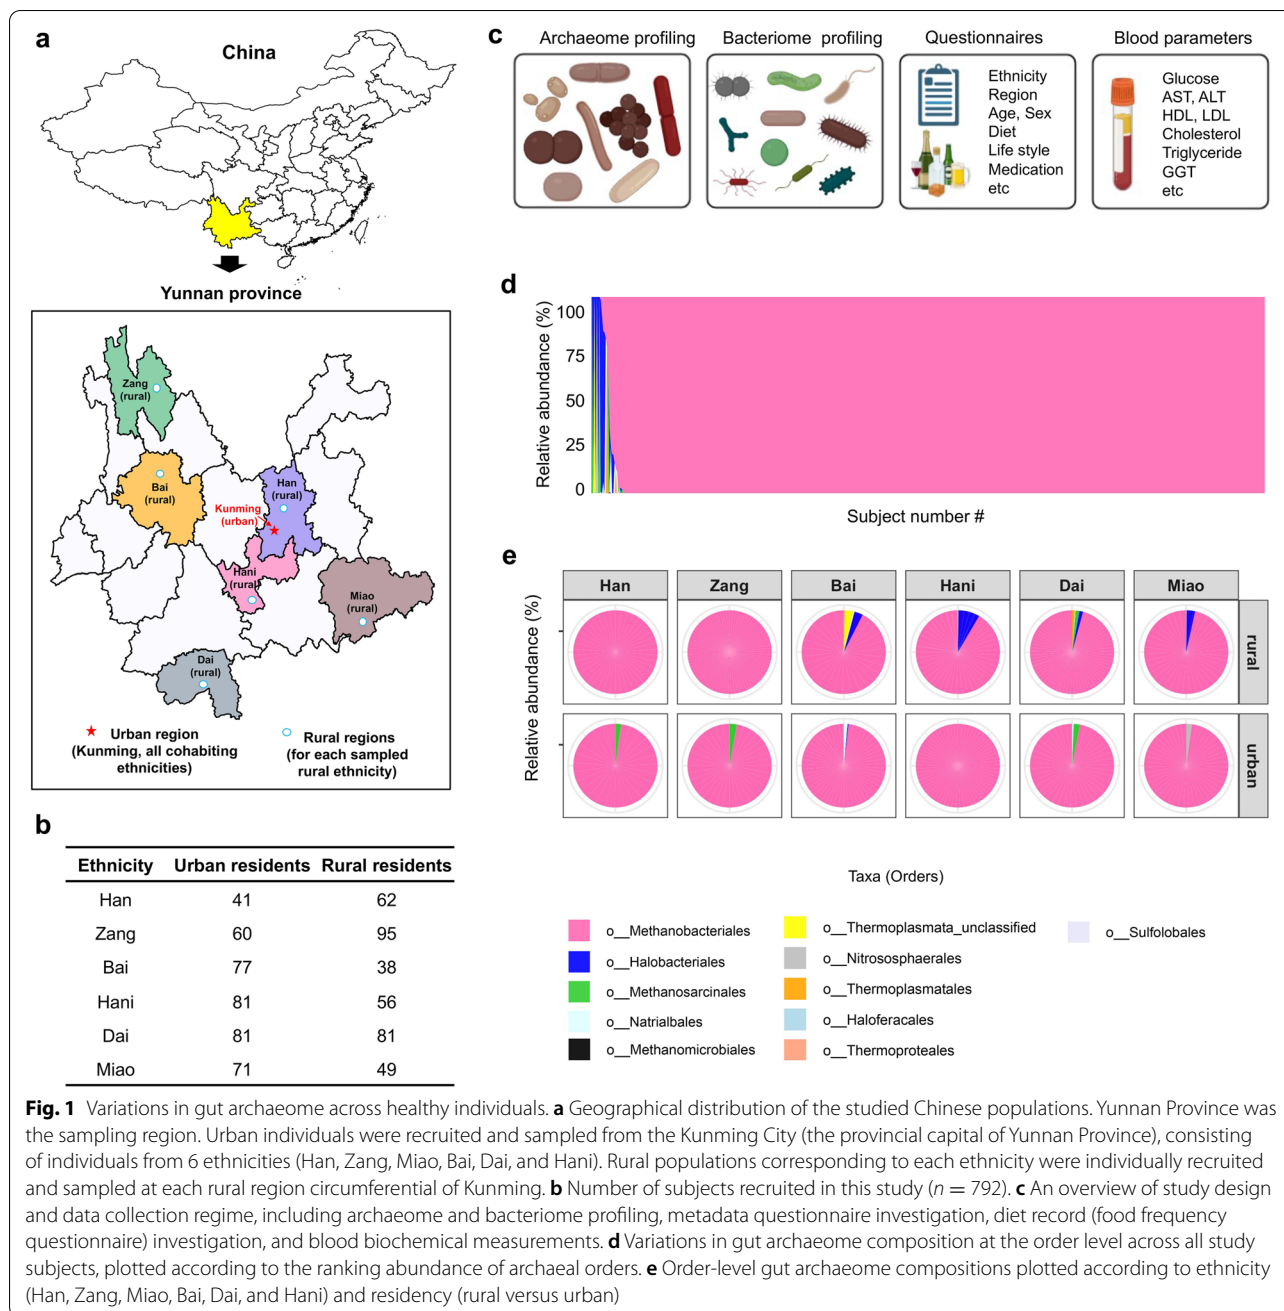 a
China
Yunnan province
Zang
(rural)
Bai
(rural)
Han
(rural)
Kunming
(urban)
Hani
(rural)
Miao
(rural)
Dai
(rural)
Urban region
(Kunming, all cohabiting
ethnicities)
Rural regions
(for each sampled
rural ethnicity)
b
Ethnicity Urban residents Rural residents
Han 41 62
Zang 60 95
Bai 77 38
Hani 81 56
Dai 81 81
Miao 71 49
c
Archaeome profiling
Bacteriome profiling
Questionnaires
Ethnicity
Region
Age, Sex
Diet
Life style
Medication
etc
Blood parameters
Glucose
AST, ALT
HDL, LDL
Cholesterol
Triglyceride
GGT
etc
d
Relative abundance (%)
100
75
50
25
0
Subject number #
e
Relative abundance (%)
Han Zang Bai Hani Dai Miao
rural
urban
Taxa (Orders)
o__Methanobacteriales
o__Halobacteriales
o__Methanosarcinales
o__Natrialbales
o__Methanomicrobiales
o__Thermoplasmata_unclassified
o__Nitrososphaerales
o__Thermoplasmatales
o__Haloferacales
o__Thermoproteales
o__Sulfolobales
Fig. 1 Variations in gut archaeome across healthy individuals. a Geographical distribution of the studied Chinese populations. Yunnan Province was
the sampling region. Urban individuals were recruited and sampled from the Kunming City (the provincial capital of Yunnan Province), consisting
of individuals from 6 ethnicities (Han, Zang, Miao, Bai, Dai, and Hani). Rural populations corresponding to each ethnicity were individually recruited
and sampled at each rural region circumferential of Kunming. b Number of subjects recruited in this study (n = 792). c An overview of study design
and data collection regime, including archaeome and bacteriome profiling, metadata questionnaire investigation, diet record (food frequency
questionnaire) investigation, and blood biochemical measurements. d Variations in gut archaeome composition at the order level across all study
subjects, plotted according to the ranking abundance of archaeal orders. e Order-level gut archaeome compositions plotted according to ethnicity
(Han, Zang, Miao, Bai, Dai, and Hani) and residency (rural versus urban)